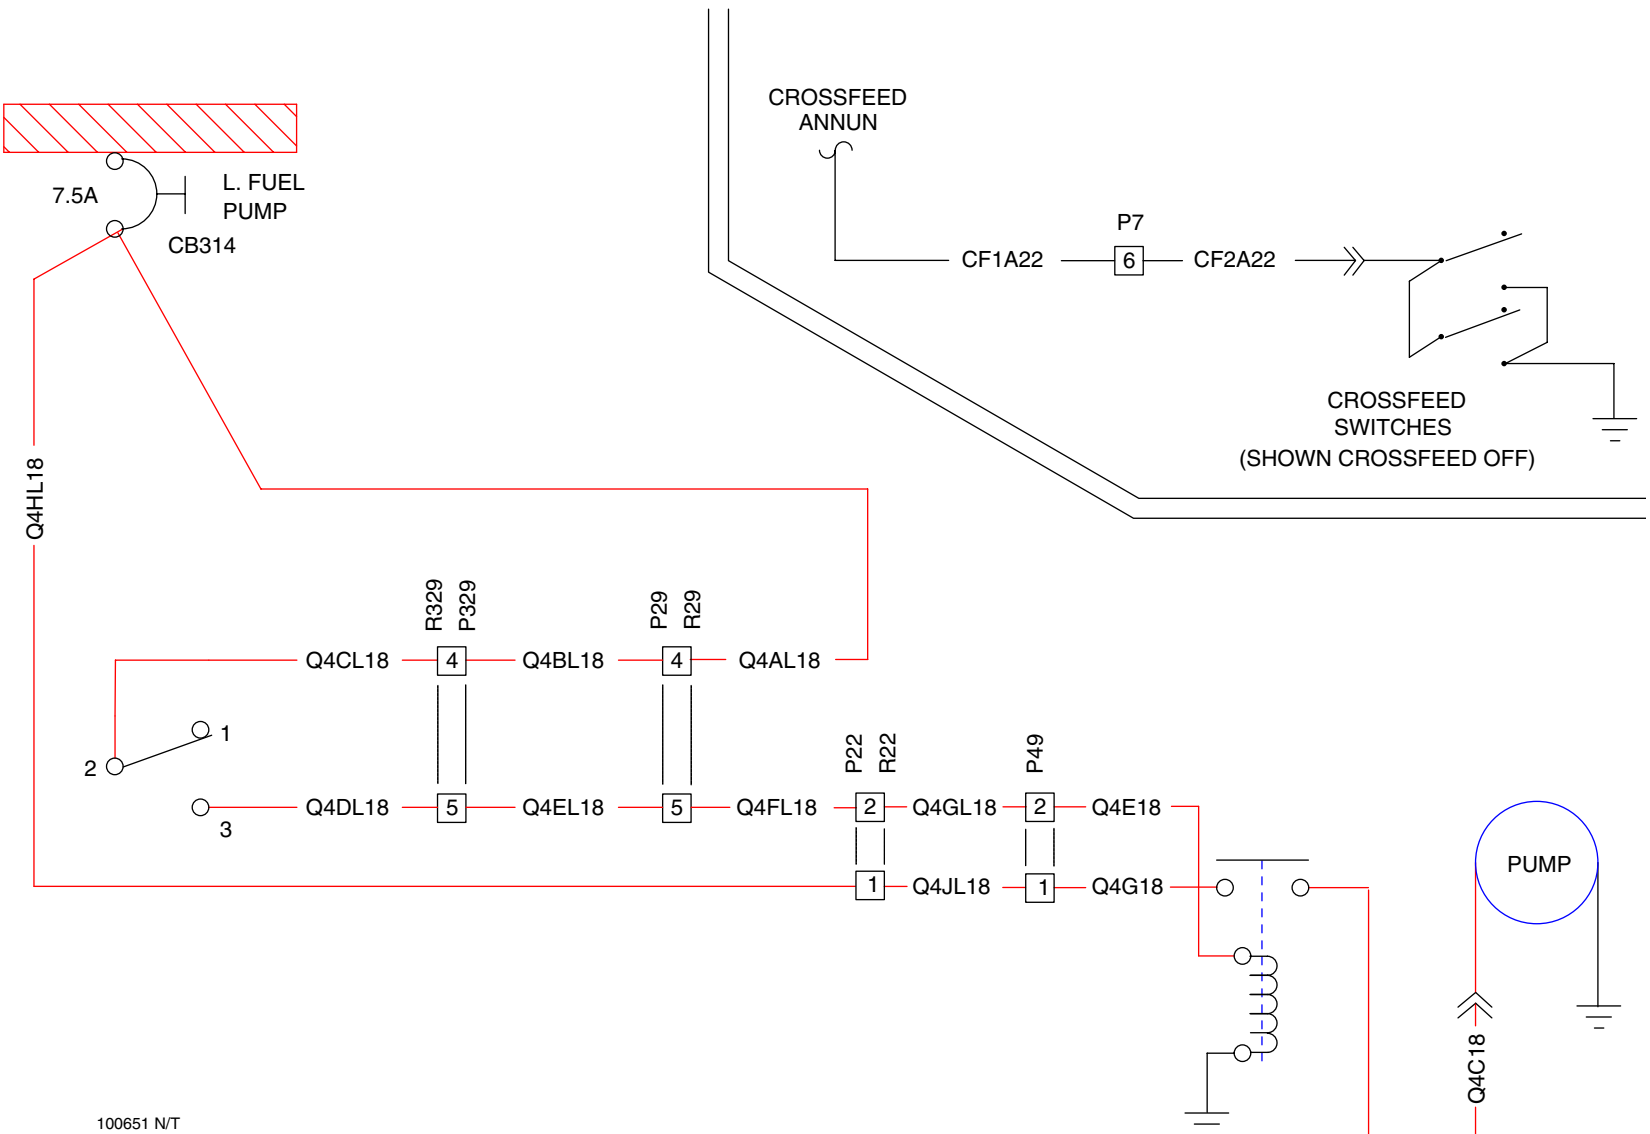 CROSSFEED
ANNUN
7.5A
L. FUEL
PUMP
CB314
P7
CF1A22
6
CF2A22
CROSSFEED
SWITCHES
(SHOWN CROSSFEED OFF)
Q4HL18
R329
P329
P29
R29
Q4CL18
4
Q4BL18
4
Q4AL18
1
2
3
P22
R22
P49
Q4DL18
5
Q4EL18
5
Q4FL18
2
Q4GL18
2
Q4E18
1
Q4JL18
1
Q4G18
PUMP
Q4C18
100651 N/T